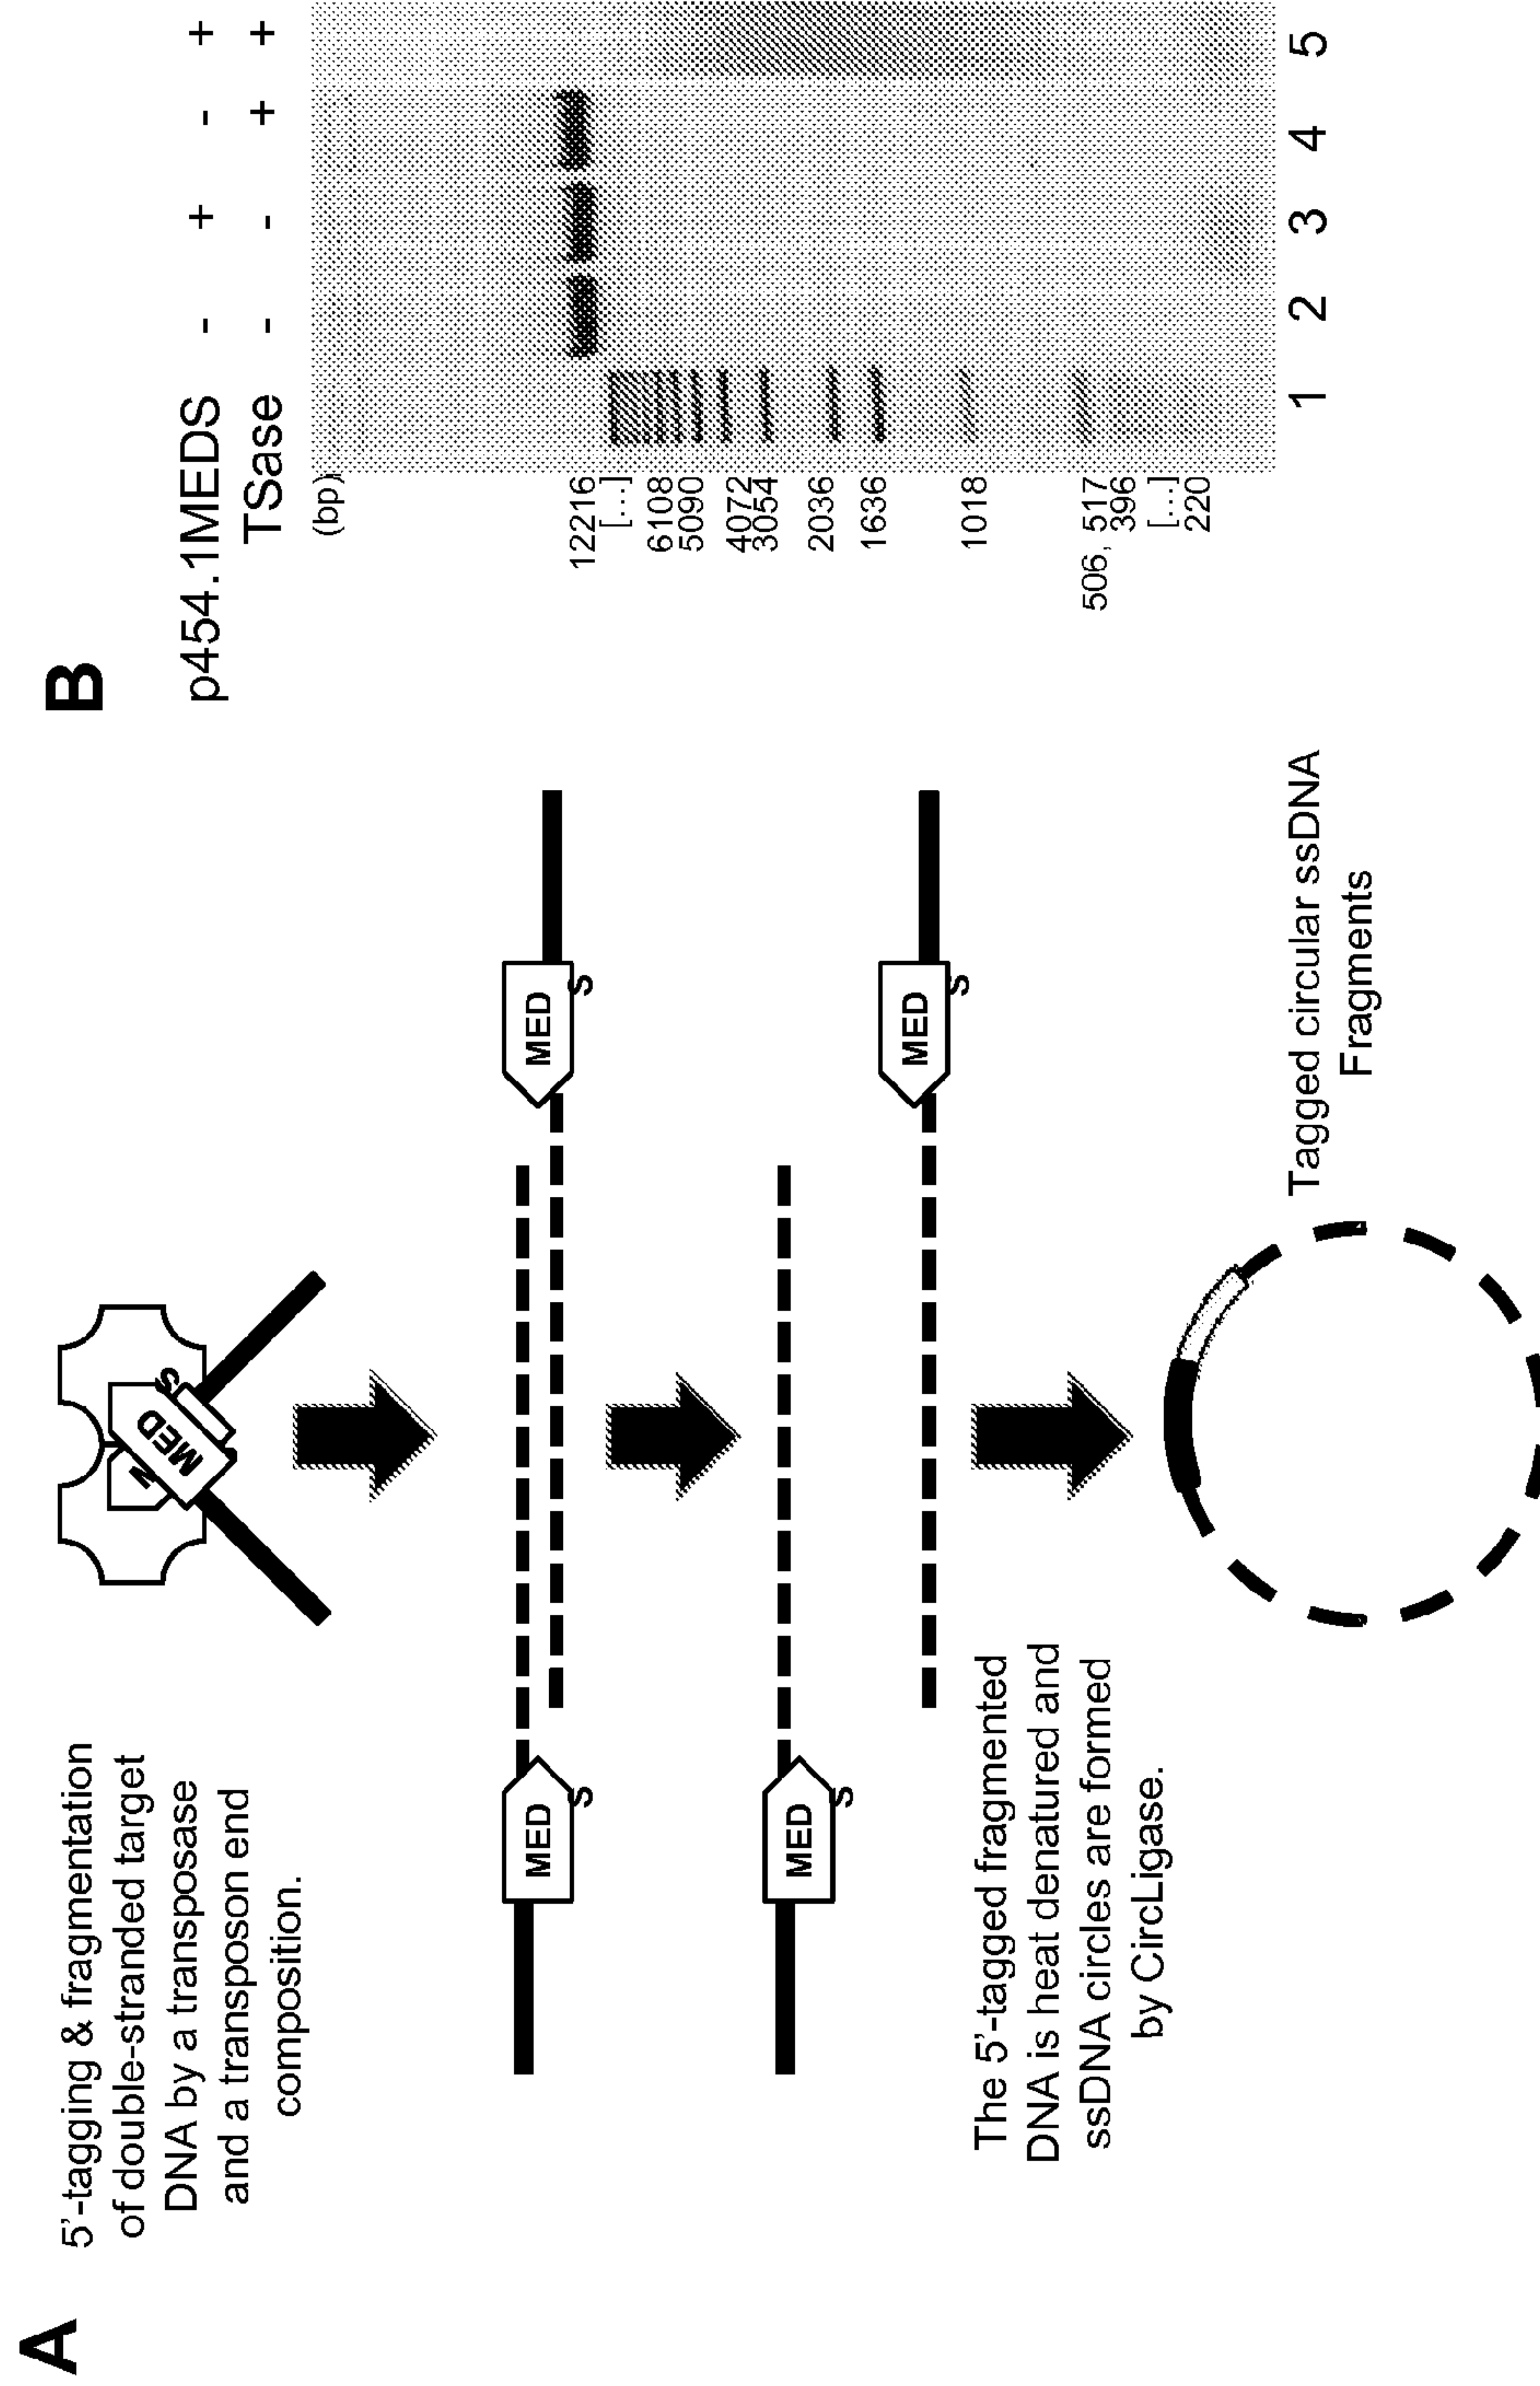 A
5'-tagging & fragmentation
of double-stranded target
DNA by a transposase
and a transposon end
composition.
N
MED
S
MED
S
MED
S
MED
S
MED
S
The 5'-tagged fragmented
DNA is heat denatured and
ssDNA circles are formed
by CircLigase.
Tagged circular ssDNA
Fragments
B
p454.1MEDS - + - +
TSase - - + +
(bp)
12216
[...]
6108
5090
4072
3054
2036
1636
1018
506, 517
396
[...]
220
1 2 3 4 5